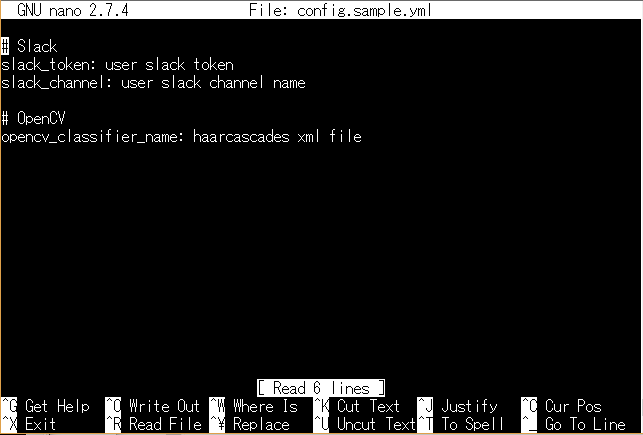 GNU nano 2.7.4 File: config.sample.yml
# Slack
slack_token: user slack token
slack_channel: user slack channel name
# OpenCV
opencv_classifier_name: haarcascades xml file
[ Read 6 lines ]
^G Get Help ^O Write Out ^W Where Is ^K Cut Text ^J Justify ^C Cur Pos
^X Exit ^R Read File ^¥ Replace ^U Uncut Text ^T To Spell ^_ Go To Line